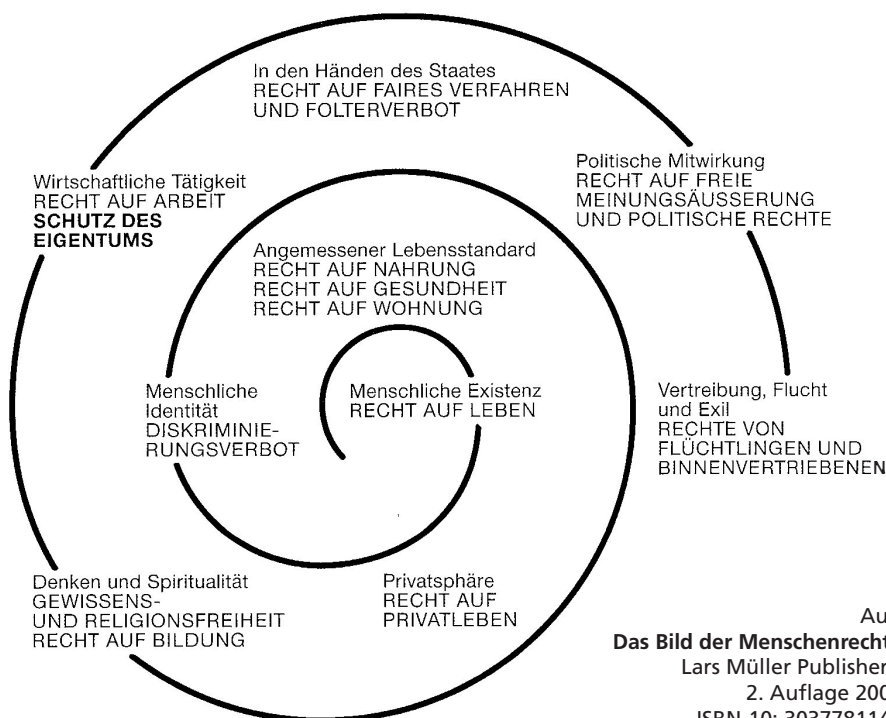 In den Händen des Staates
RECHT AUF FAIRES VERFAHREN
UND FOLTERVERBOT
Wirtschaftliche Tätigkeit
RECHT AUF ARBEIT
SCHUTZ DES
EIGENTUMS
Politische Mitwirkung
RECHT AUF FREIE
MEINUNGSÄUSSERUNG
UND POLITISCHE RECHTE
Angemessener Lebensstandard
RECHT AUF NAHRUNG
RECHT AUF GESUNDHEIT
RECHT AUF WOHNUNG
Menschliche
Identität
DISKRIMINIE-
RUNGSVERBOT
Menschliche Existenz
RECHT AUF LEBEN
Vertreibung, Flucht
und Exil
RECHTE VON
FLÜCHTLINGEN UND
BINNENVERTRIEBENEN
Denken und Spiritualität
GEWISSENS-
UND RELIGIONSFREIHEIT
RECHT AUF BILDUNG
Privatsphäre
RECHT AUF
PRIVATLEBEN
Au
Das Bild der Menschenrecht
Lars Müller Publisher
2. Auflage 200